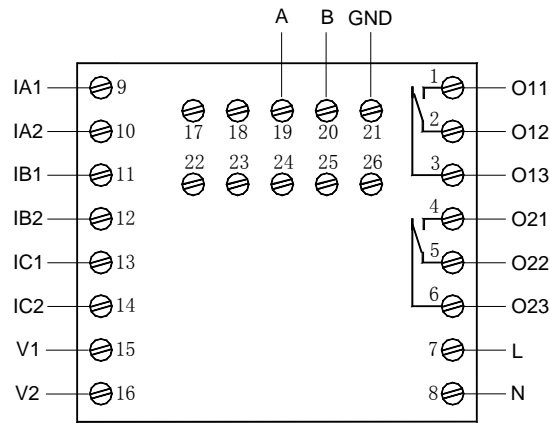 A B GND
IA1 9 1 O11
IA2 10 17 18 19 20 21 2 O12
IB1 11 22 23 24 25 26 3 O13
IB2 12 4 O21
IC1 13 5 O22
IC2 14 6 O23
V1 15 7 L
V2 16 8 N